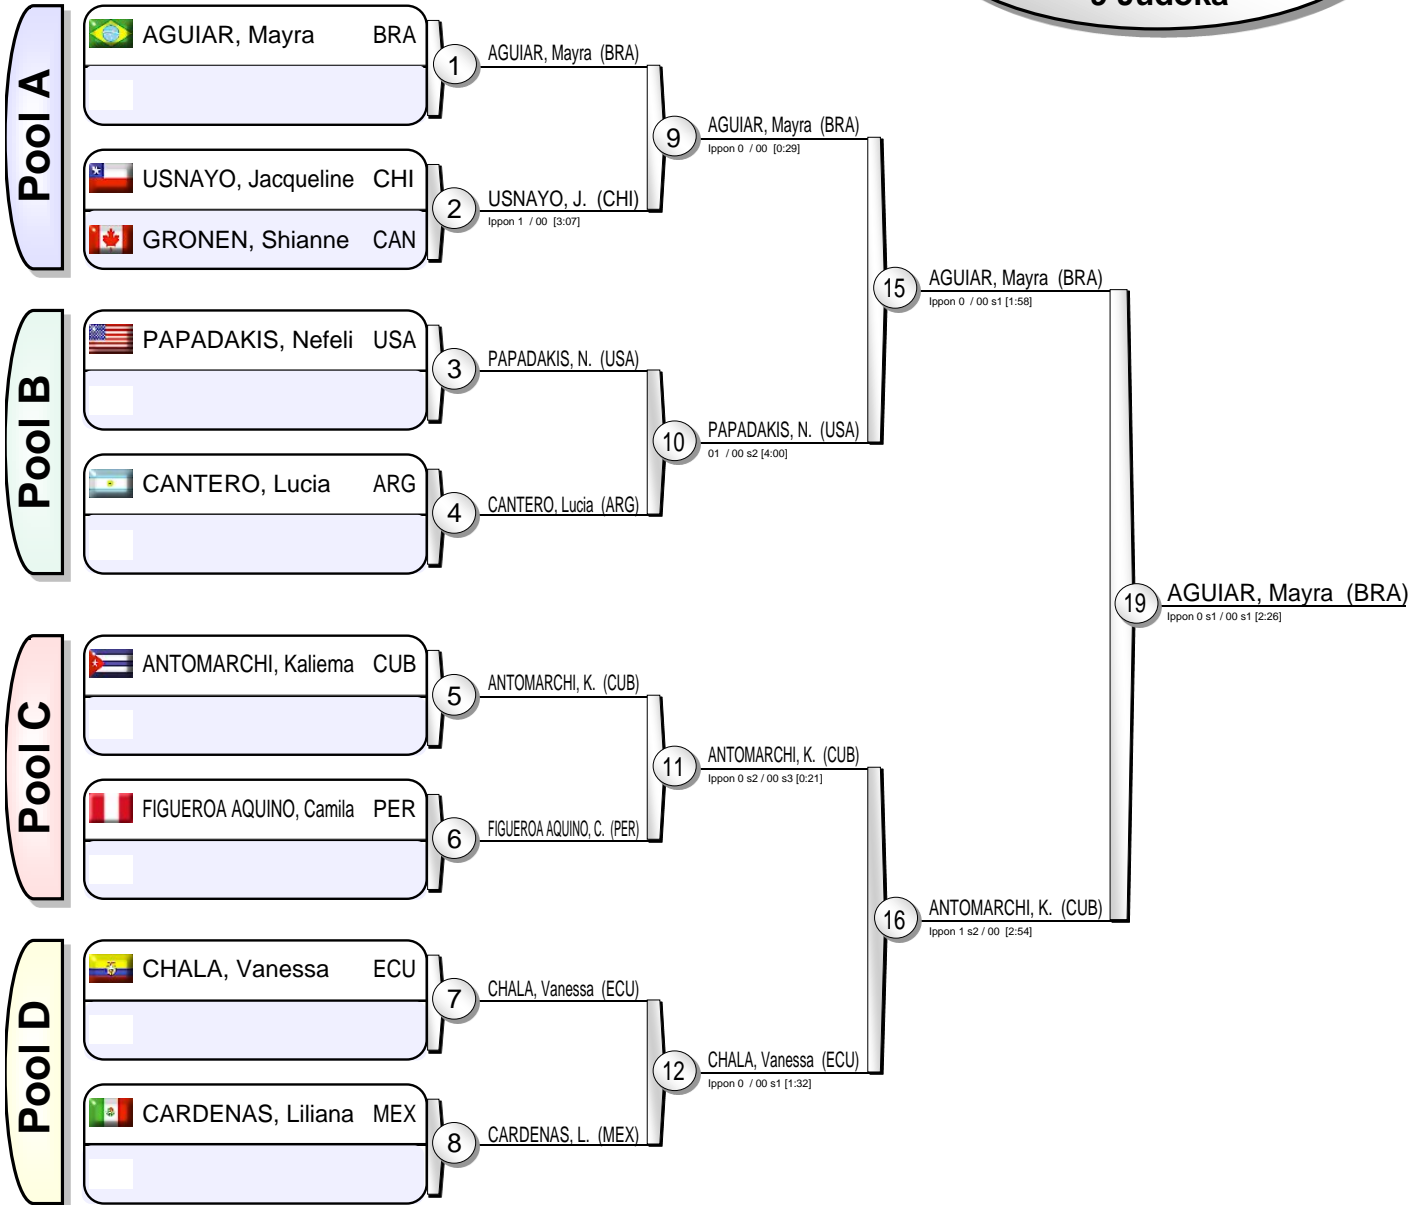 9 Judoka
Pool A
AGUIAR, Mayra BRA
USNAYO, Jacqueline CHI
GRONEN, Shianne CAN
1
AGUIAR, Mayra (BRA)
2
USNAYO, J. (CHI)
Ippon 1 / 00 [3:07]
9
AGUIAR, Mayra (BRA)
Ippon 0 / 00 [0:29]
Pool B
PAPADAKIS, Nefeli USA
CANTERO, Lucia ARG
3
PAPADAKIS, N. (USA)
4
CANTERO, Lucia (ARG)
10
PAPADAKIS, N. (USA)
01 / 00 s2 [4:00]
15
AGUIAR, Mayra (BRA)
Ippon 0 / 00 s1 [1:58]
Pool C
ANTOMARCHI, Kaliema CUB
FIGUEROA AQUINO, Camila PER
5
ANTOMARCHI, K. (CUB)
6
FIGUEROA AQUINO, C. (PER)
11
ANTOMARCHI, K. (CUB)
Ippon 0 s2 / 00 s3 [0:21]
Pool D
CHALA, Vanessa ECU
CARDENAS, Liliana MEX
7
CHALA, Vanessa (ECU)
8
CARDENAS, L. (MEX)
12
CHALA, Vanessa (ECU)
Ippon 0 / 00 s1 [1:32]
16
ANTOMARCHI, K. (CUB)
Ippon 1 s2 / 00 [2:54]
19
AGUIAR, Mayra (BRA)
Ippon 0 s1 / 00 s1 [2:26]